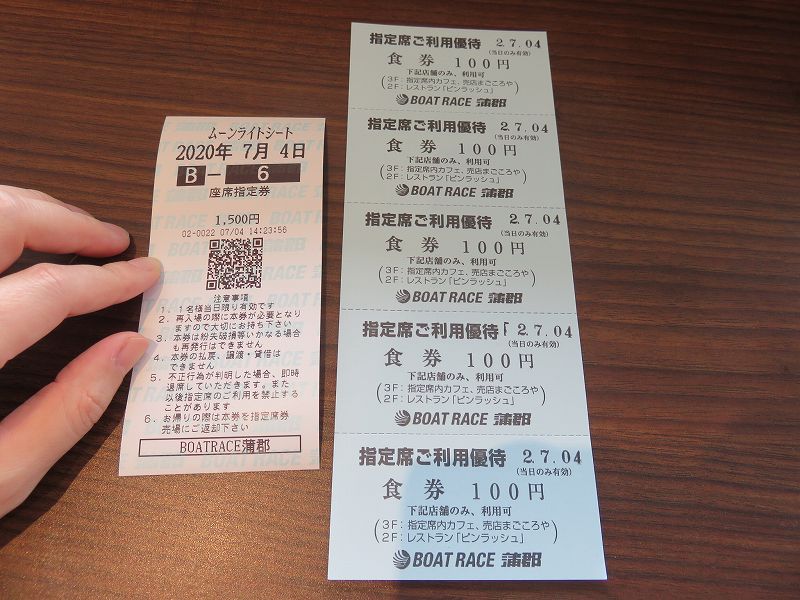 ムーンライトシート
2020年 7月 4日
B－ 6
座席指定券
1,500円
02-0022 07/04 14:23:56
注意事項
1．1名様当日限り有効です
2．再入場の際に本券が必要となり
ますので大切にお持ち下さい
3．本券は紛失破損等いかなる場合
も再発行はできません
4．本券の払戻、譲渡・貸借は
できません
5．不正行為が判明した場合、即時
退席していただきます。また
以後指定席のご利用を禁止する
ことがあります
6．お帰りの際は本券を指定席券
売場にご返却下さい
BOATRACE蒲郡
指定席ご利用優待 2.7.04
(当日のみ有効)
食券 100円
下記店舗のみ、利用可
3F：指定席内カフェ、売店まごころや
2F：レストラン「ピンラッシュ」
BOAT RACE 蒲郡
指定席ご利用優待 2.7.04
(当日のみ有効)
食券 100円
下記店舗のみ、利用可
3F：指定席内カフェ、売店まごころや
2F：レストラン「ピンラッシュ」
BOAT RACE 蒲郡
指定席ご利用優待 2.7.04
(当日のみ有効)
食券 100円
下記店舗のみ、利用可
3F：指定席内カフェ、売店まごころや
2F：レストラン「ピンラッシュ」
BOAT RACE 蒲郡
指定席ご利用優待「 2.7.04
(当日のみ有効)
食券 100円
下記店舗のみ、利用可
3F：指定席内カフェ、売店まごころや
2F：レストラン「ピンラッシュ」
BOAT RACE 蒲郡
指定席ご利用優待 2.7.04
(当日のみ有効)
食券 100円
下記店舗のみ、利用可
3F：指定席内カフェ、売店まごころや
2F：レストラン「ピンラッシュ」
BOAT RACE 蒲郡